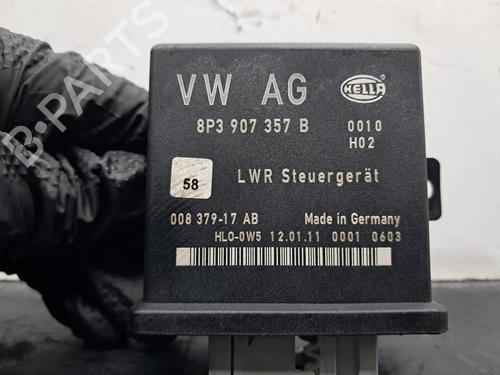 B-PARTS
VW AG
HELLA
8P3 907 357 B
0010
H02
58
LWR Steuergerät
008 379-17 AB
Made in Germany
HLO-0W5 12.01.11 0001 0603